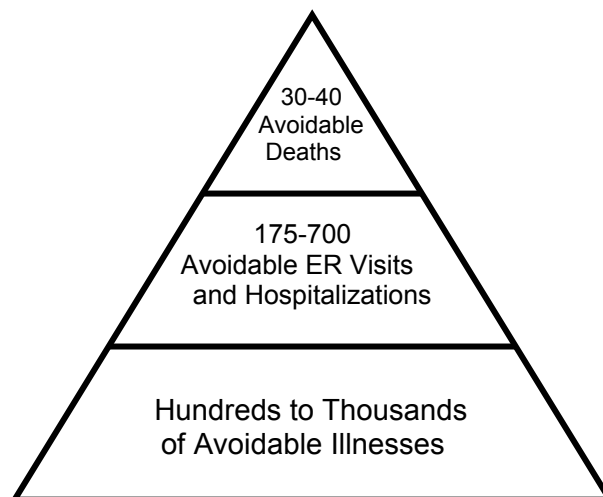 30-40
Avoidable
Deaths
175-700
Avoidable ER Visits
and Hospitalizations
Hundreds to Thousands
of Avoidable Illnesses